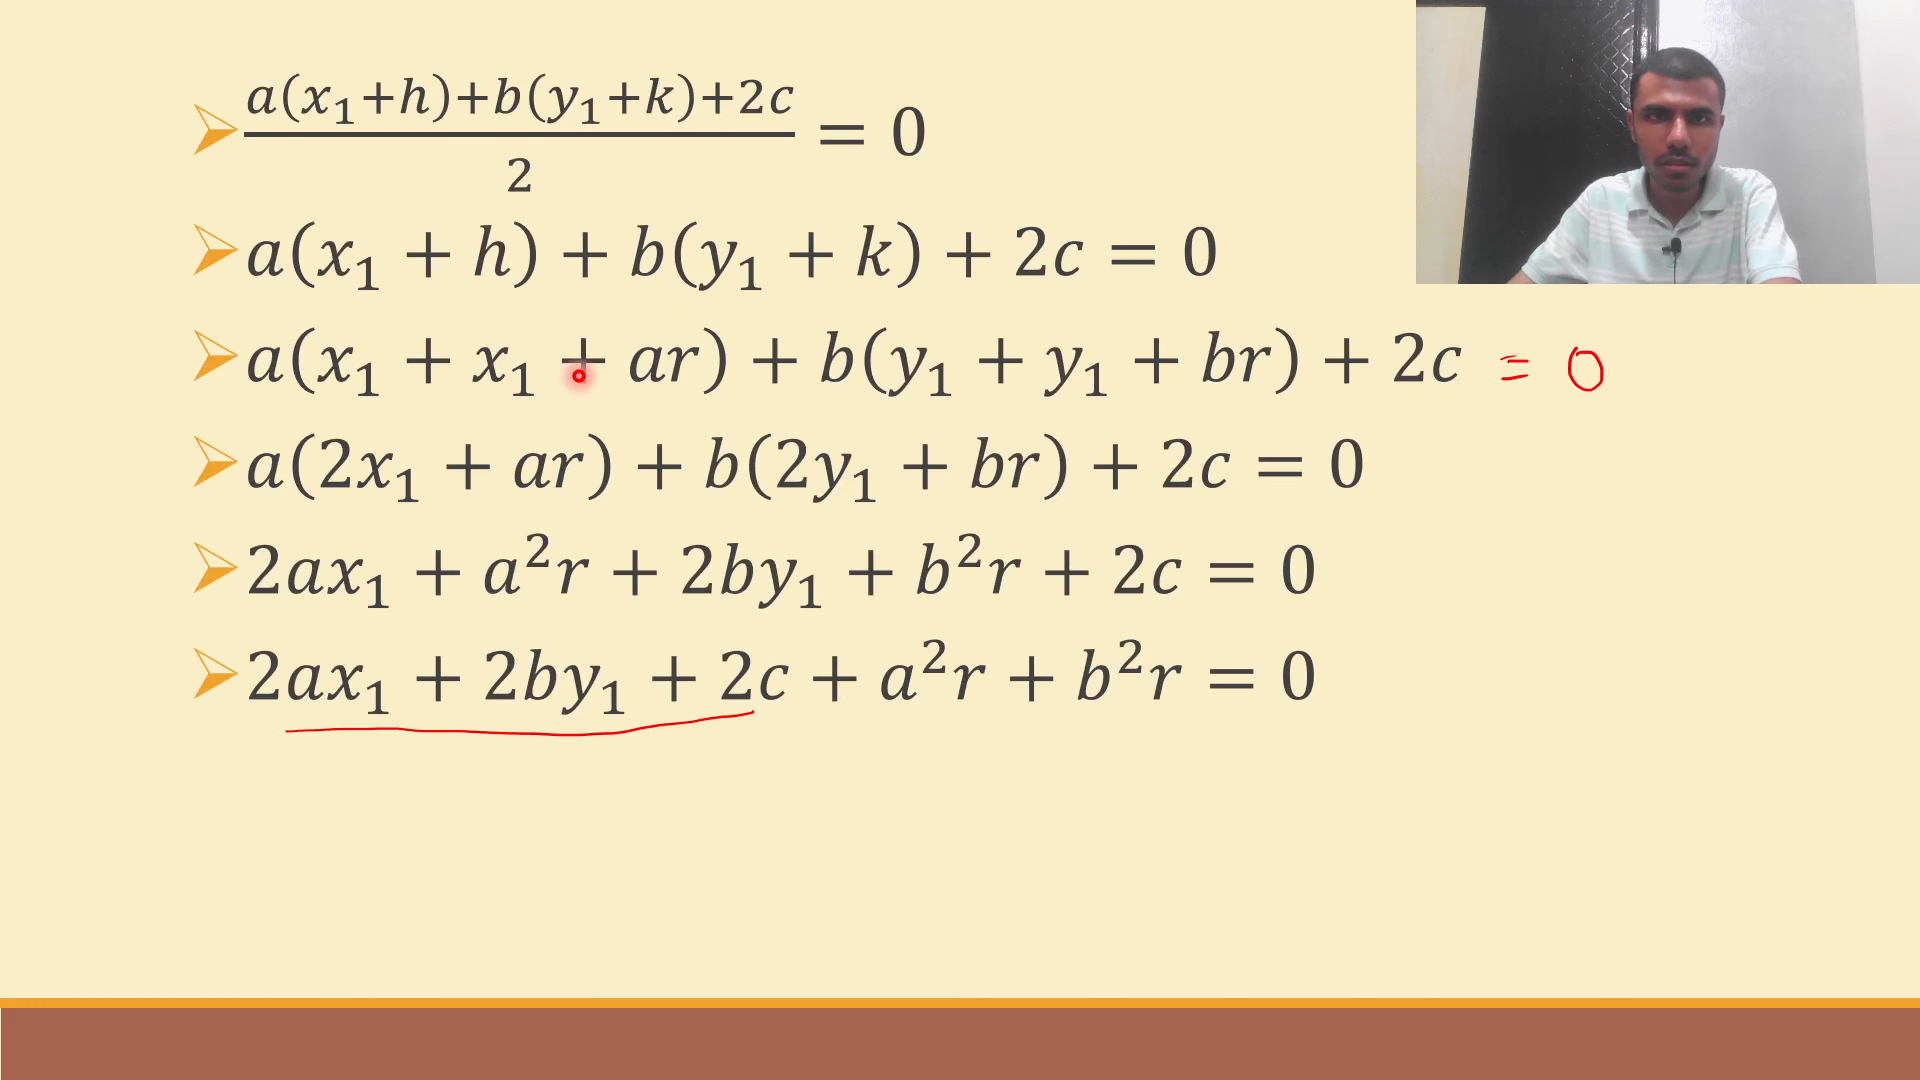 a(x₁+h)+b(y₁+k)+2c / 2 = 0
a(x₁ + h) + b(y₁ + k) + 2c = 0
a(x₁ + x₁ + ar) + b(y₁ + y₁ + br) + 2c = 0
a(2x₁ + ar) + b(2y₁ + br) + 2c = 0
2ax₁ + a²r + 2by₁ + b²r + 2c = 0
2ax₁ + 2by₁ + 2c + a²r + b²r = 0